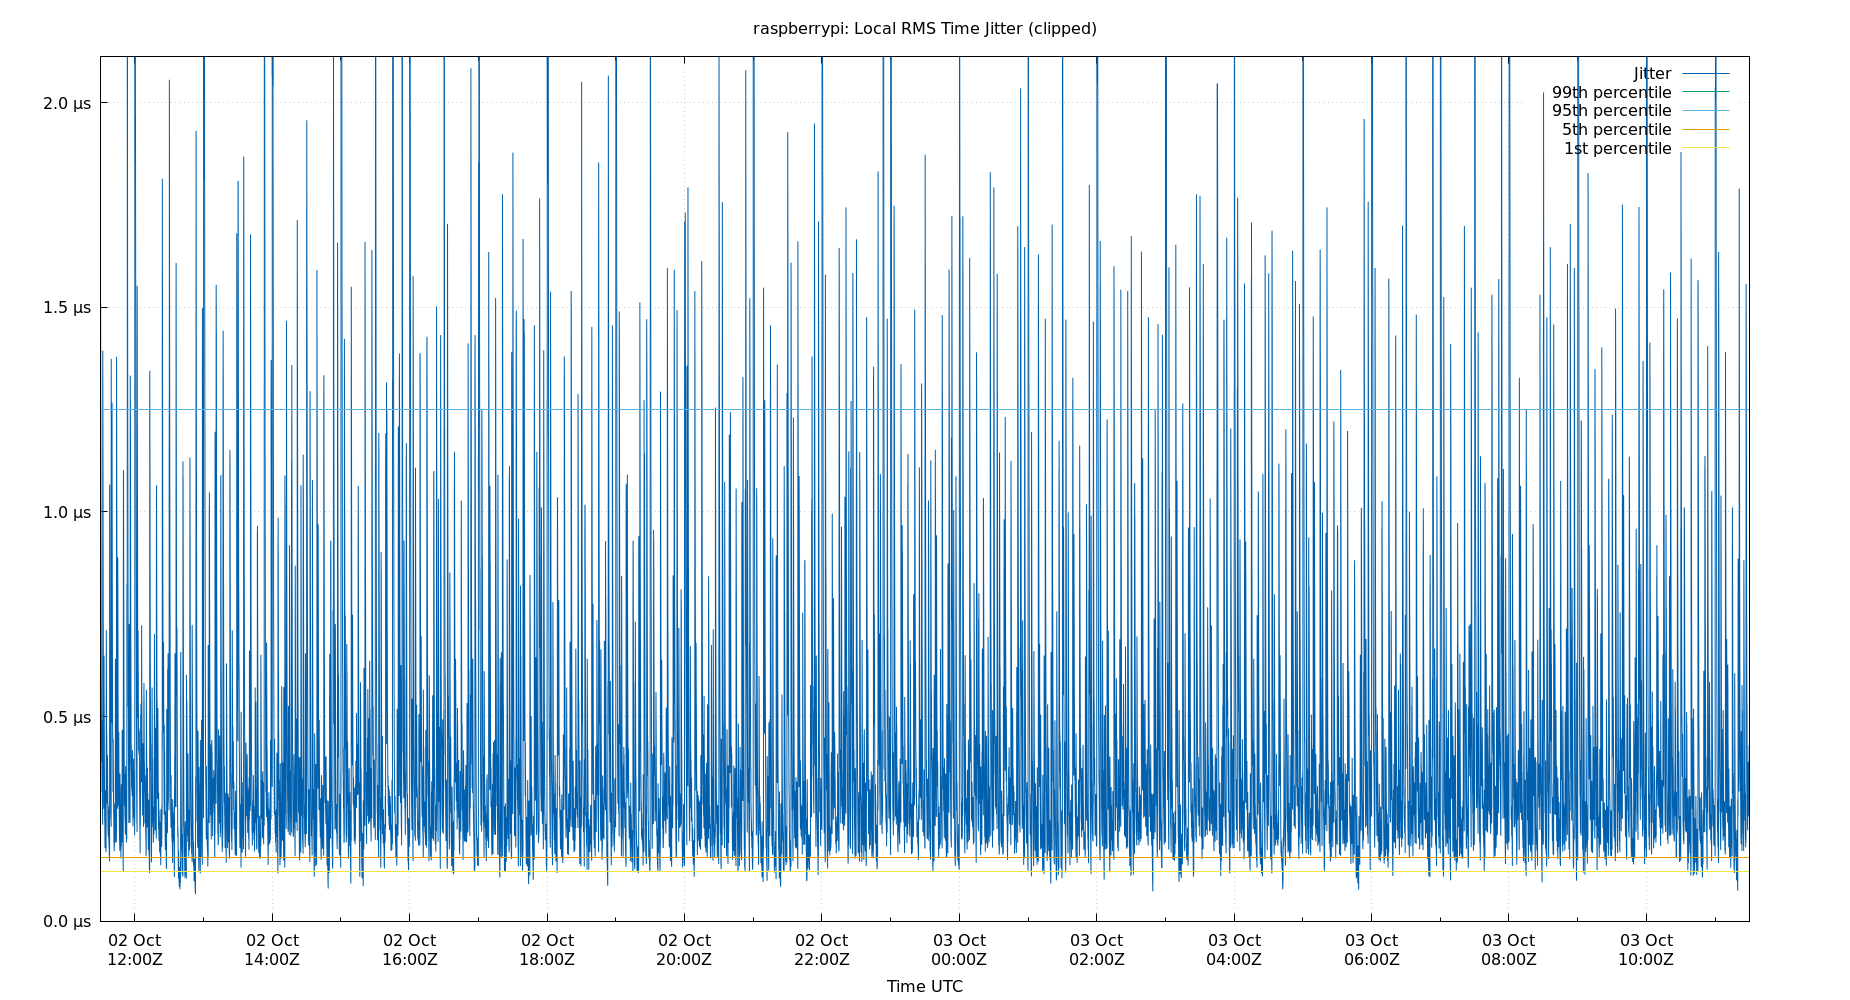 raspberrypi: Local RMS Time Jitter (clipped)
Jitter
99th percentile
95th percentile
5th percentile
1st percentile
2.0 µs
1.5 µs
1.0 µs
0.5 µs
0.0 µs
02 Oct 02 Oct 02 Oct 02 Oct 02 Oct 02 Oct 03 Oct 03 Oct 03 Oct 03 Oct 03 Oct 03 Oct
12:00Z 14:00Z 16:00Z 18:00Z 20:00Z 22:00Z 00:00Z 02:00Z 04:00Z 06:00Z 08:00Z 10:00Z
Time UTC